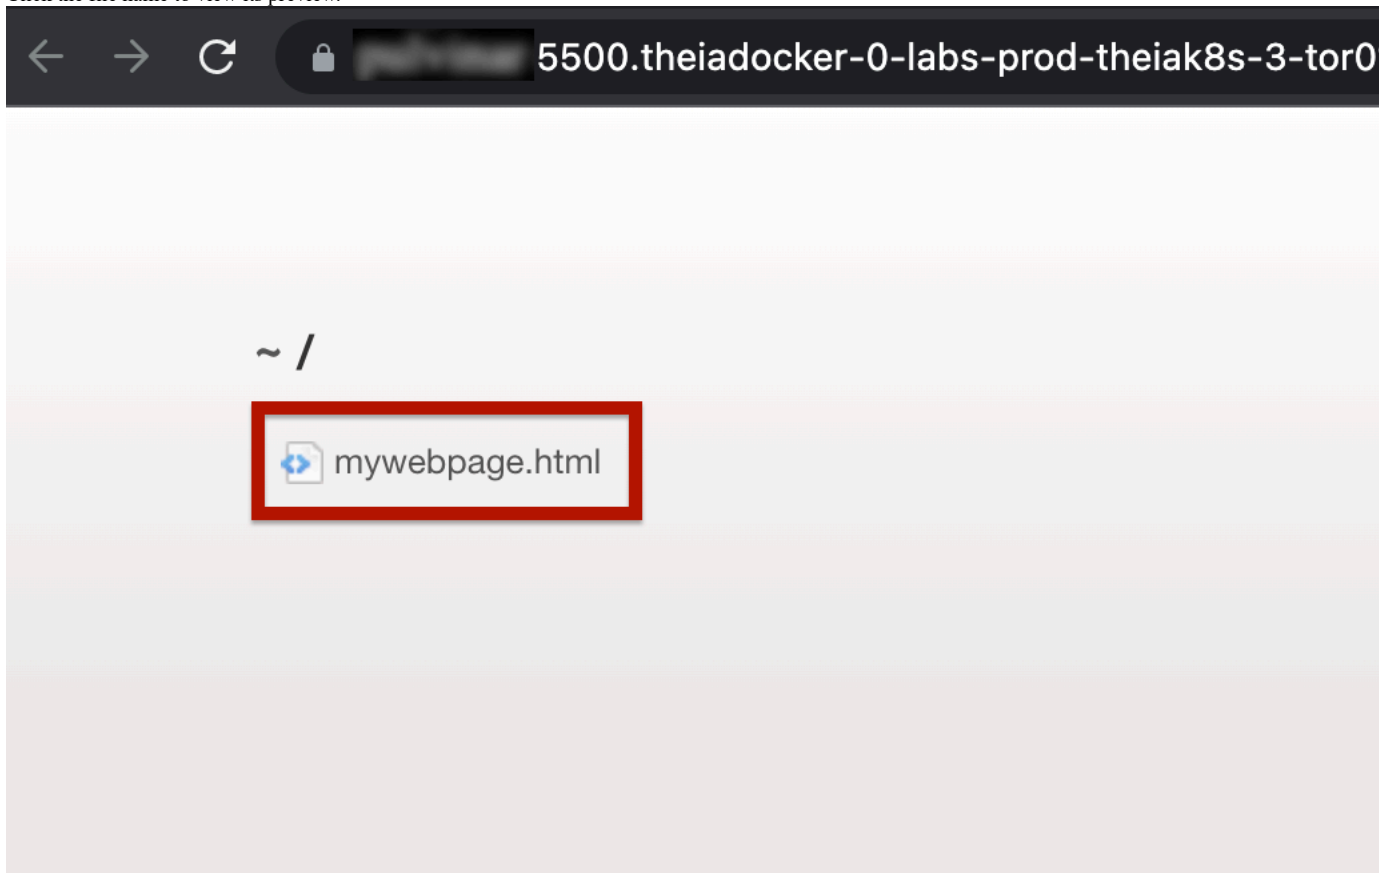 5500.theiadocker-0-labs-prod-theiak8s-3-tor0
~ /
mywebpage.html